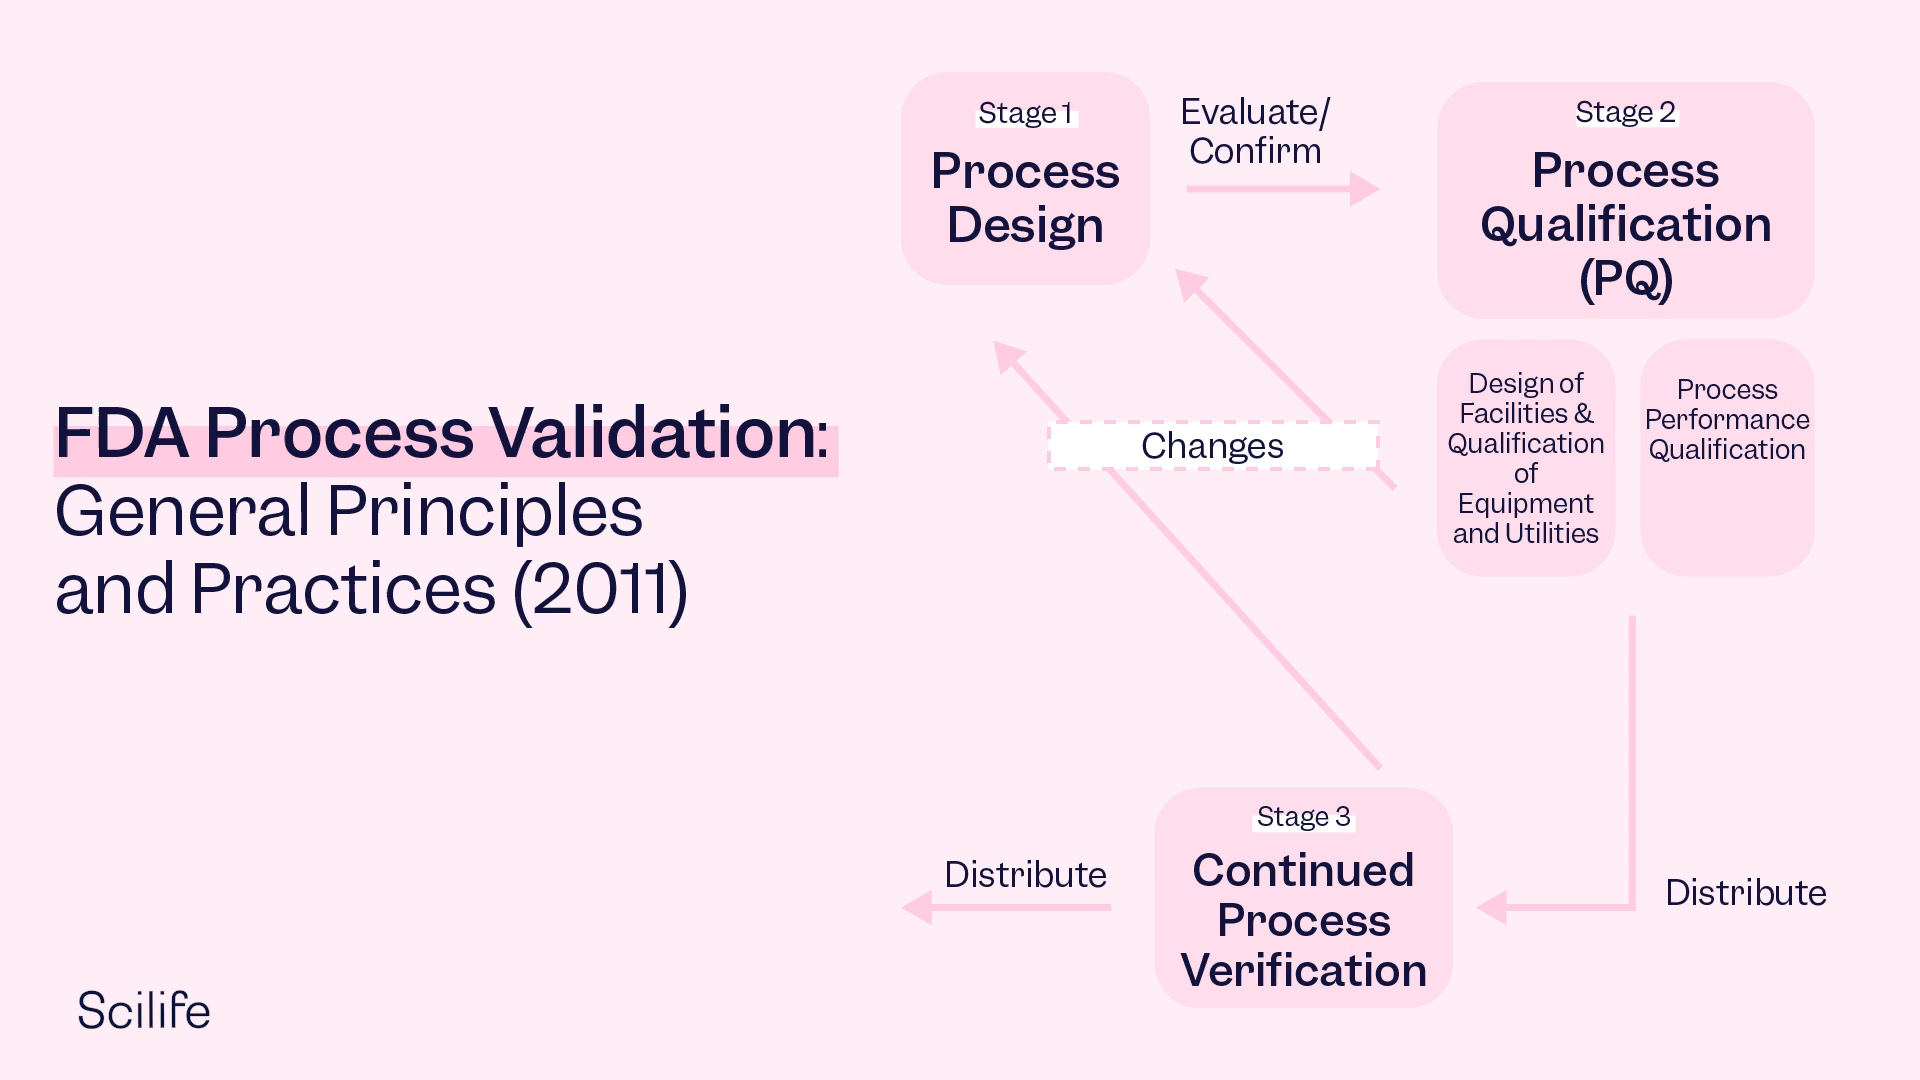 FDA Process Validation:
General Principles
and Practices (2011)
Stage 1
Process
Design
Evaluate/
Confirm
Stage 2
Process
Qualification
(PQ)
Design of
Facilities &
Qualification
of
Equipment
and Utilities
Process
Performance
Qualification
Changes
Stage 3
Continued
Process
Verification
Distribute
Distribute
Scilife